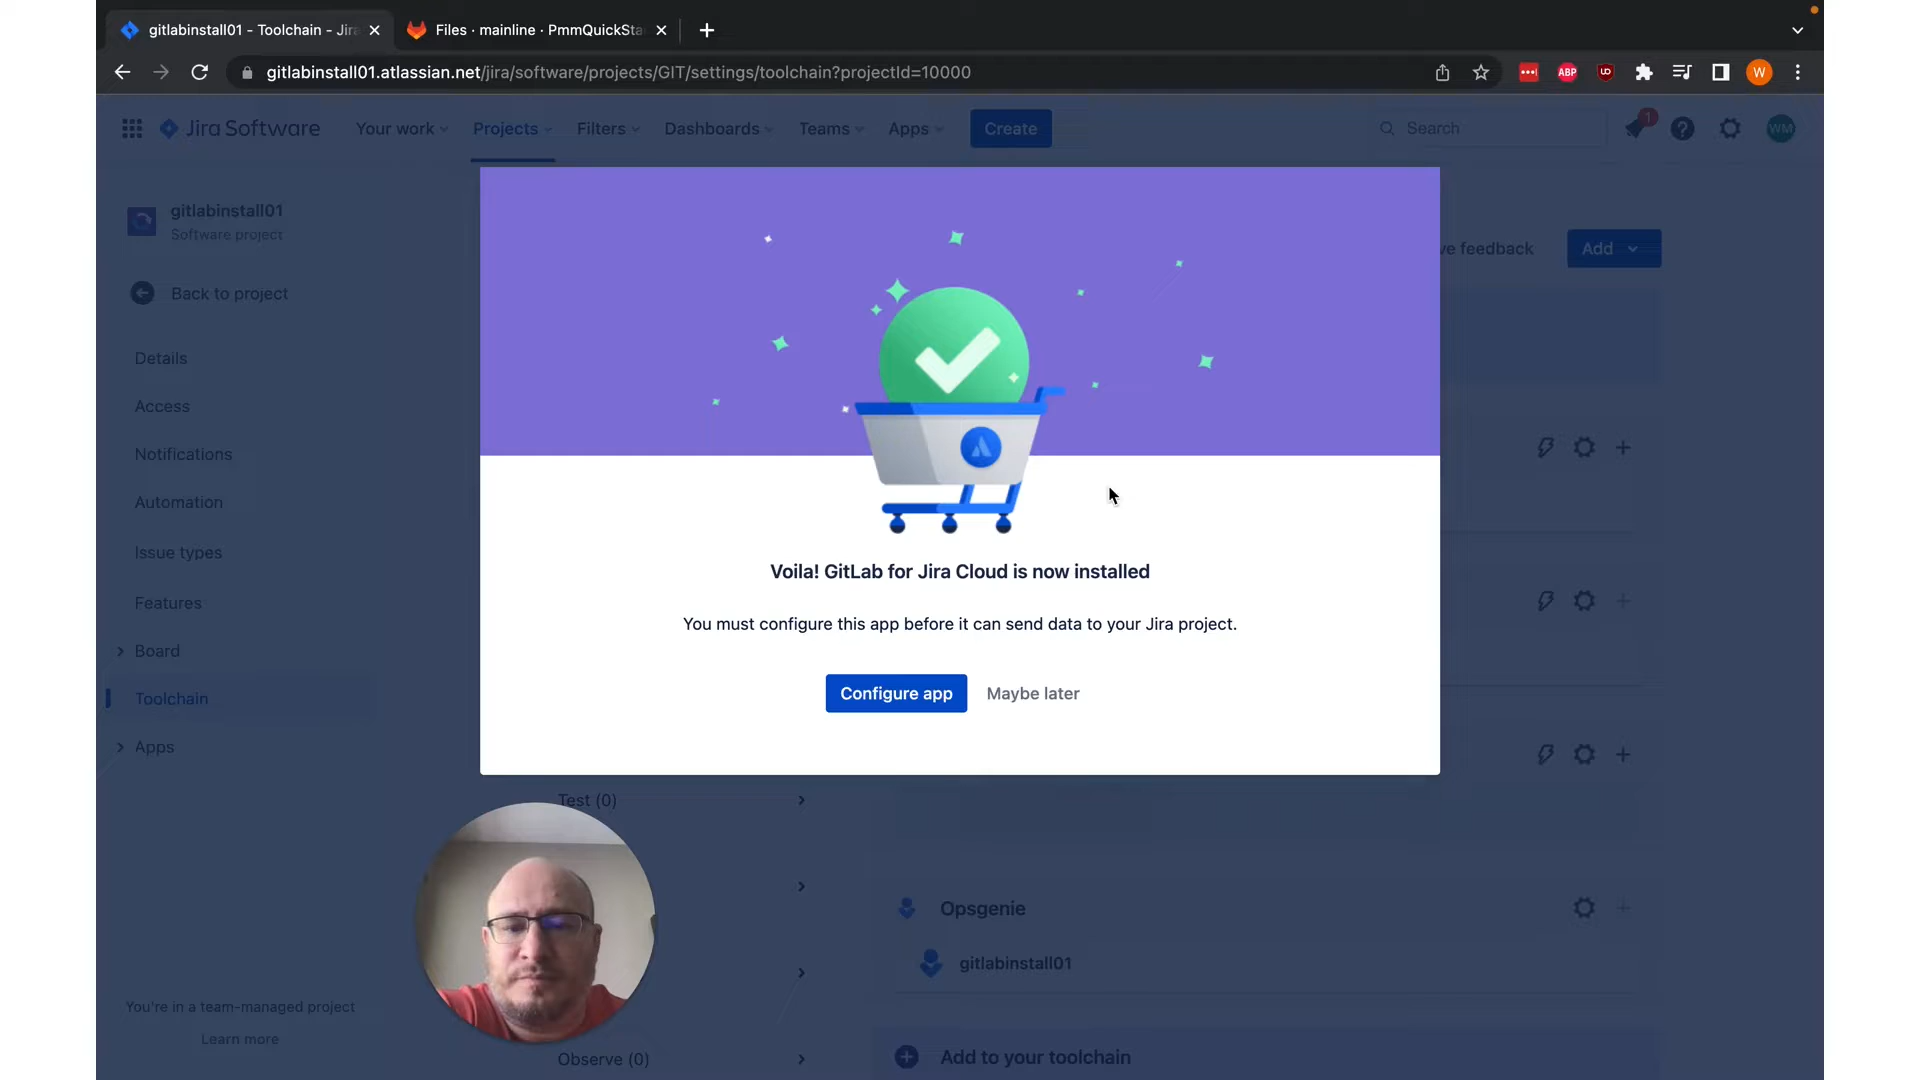 gitlabinstall01 - Toolchain - Jira
Files · mainline · PmmQuickSta
gitlabinstall01.atlassian.net/jira/software/projects/GIT/settings/toolchain?projectId=10000
ABP
W
Jira Software
Your work
Projects
Filters
Dashboards
Teams
Apps
Create
Search
1
WM
gitlabinstall01
Software project
ve feedback
Add
Back to project
Details
Access
Notifications
Automation
Issue types
Features
Board
Toolchain
Apps
Voila! GitLab for Jira Cloud is now installed
You must configure this app before it can send data to your Jira project.
Configure app
Maybe later
Test (0)
Opsgenie
gitlabinstall01
You're in a team-managed project
Learn more
Observe (0)
Add to your toolchain